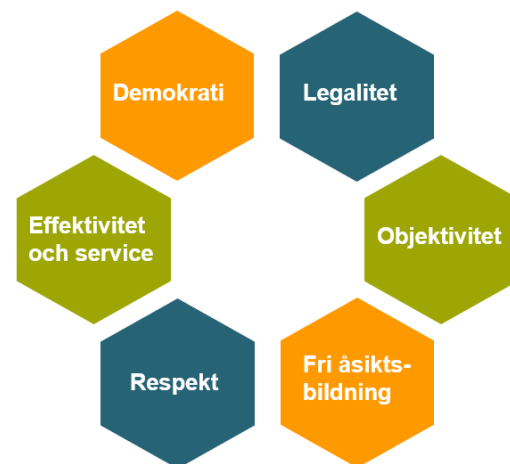 Demokrati
Legalitet
Effektivitet
och service
Objektivitet
Respekt
Fri åsikts-
bildning